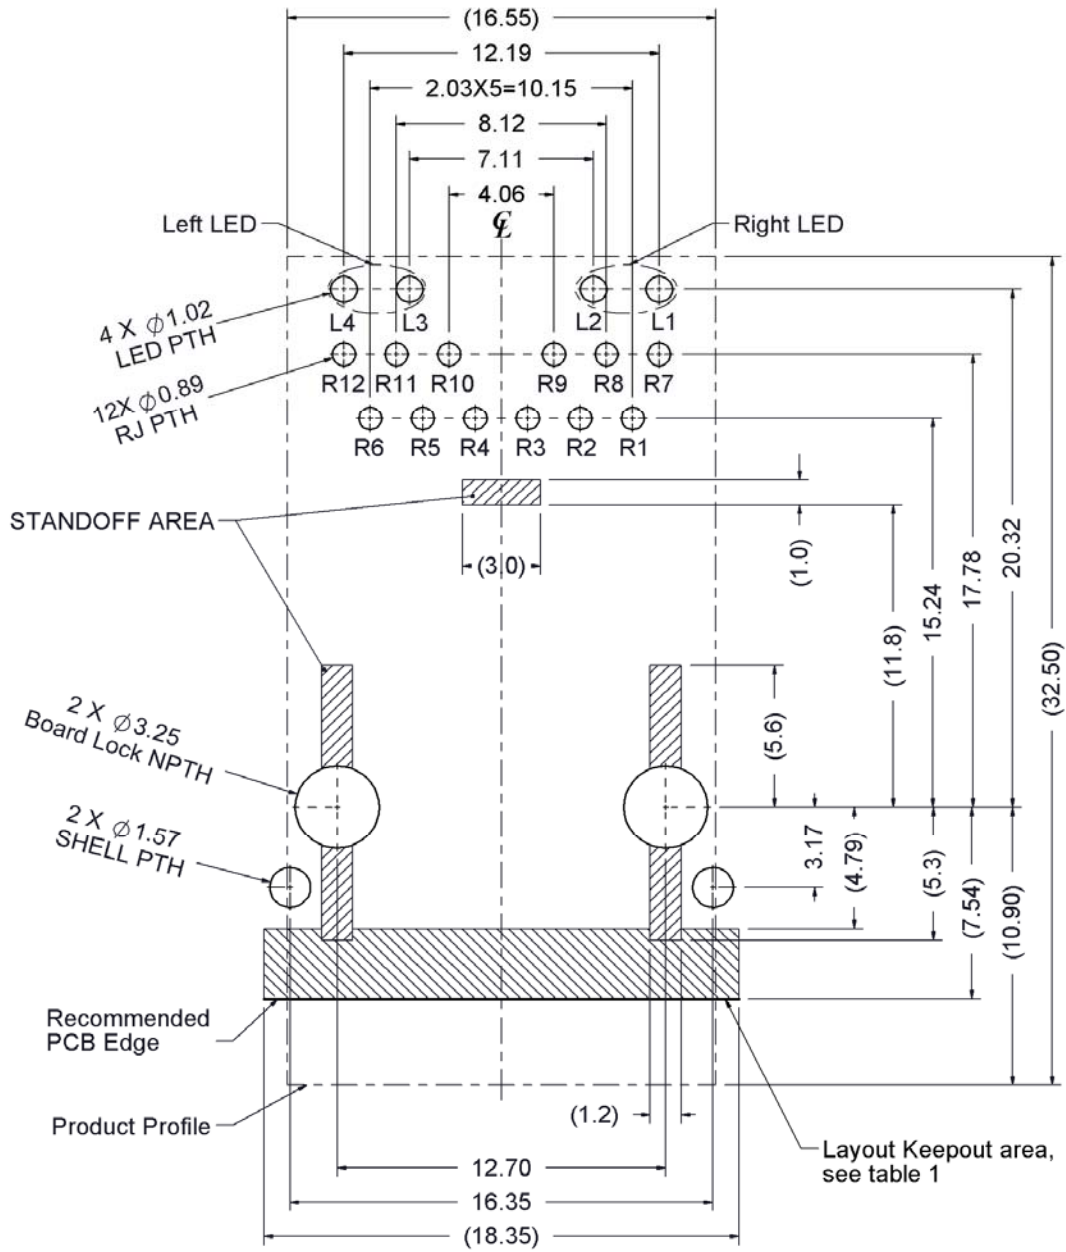 (16.55)
12.19
2.03X5=10.15
8.12
7.11
4.06
℄
Left LED
Right LED
4 X ⌀1.02
LED PTH
L4
L3
L2
L1
12X ⌀0.89
RJ PTH
R12
R11
R10
R9
R8
R7
R6
R5
R4
R3
R2
R1
STANDOFF AREA
(3.0)
(1.0)
(11.8)
15.24
17.78
20.32
(32.50)
2 X ⌀3.25
Board Lock NPTH
(5.6)
2 X ⌀1.57
SHELL PTH
3.17
(4.79)
(5.3)
(7.54)
(10.90)
Recommended
PCB Edge
Product Profile
(1.2)
Layout Keepout area,
see table 1
12.70
16.35
(18.35)